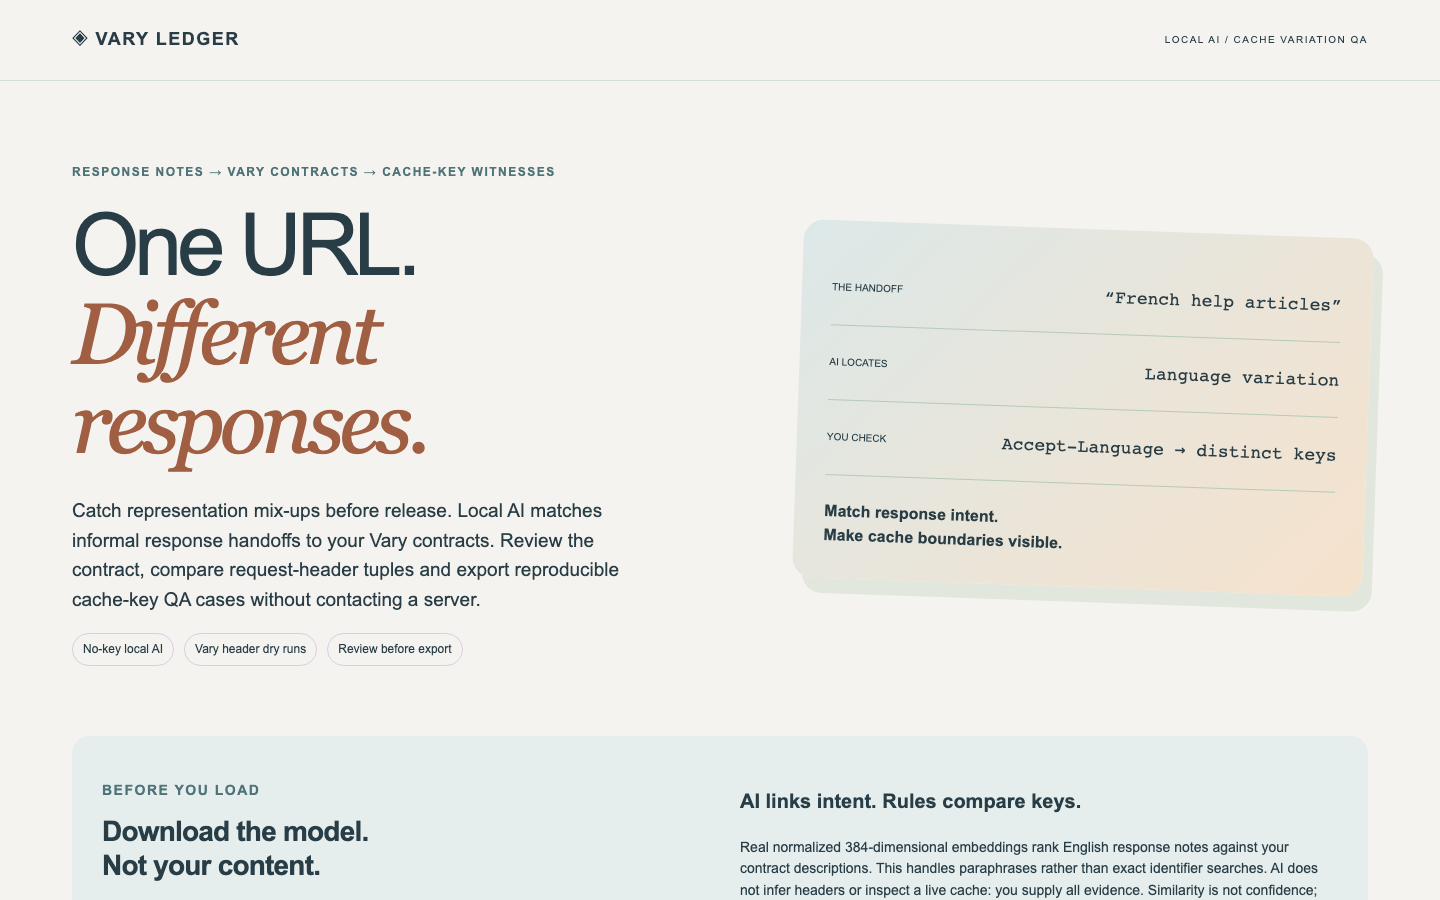 VARY LEDGER
LOCAL AI / CACHE VARIATION QA
RESPONSE NOTES → VARY CONTRACTS → CACHE-KEY WITNESSES
One URL.
Different
responses.
Catch representation mix-ups before release. Local AI matches
informal response handoffs to your Vary contracts. Review the
contract, compare request-header tuples and export reproducible
cache-key QA cases without contacting a server.
No-key local AI
Vary header dry runs
Review before export
THE HANDOFF
“French help articles”
AI LOCATES
Language variation
YOU CHECK
Accept-Language → distinct keys
Match response intent.
Make cache boundaries visible.
BEFORE YOU LOAD
Download the model.
Not your content.
AI links intent. Rules compare keys.
Real normalized 384-dimensional embeddings rank English response notes against your
contract descriptions. This handles paraphrases rather than exact identifier searches. AI does
not infer headers or inspect a live cache: you supply all evidence. Similarity is not confidence;